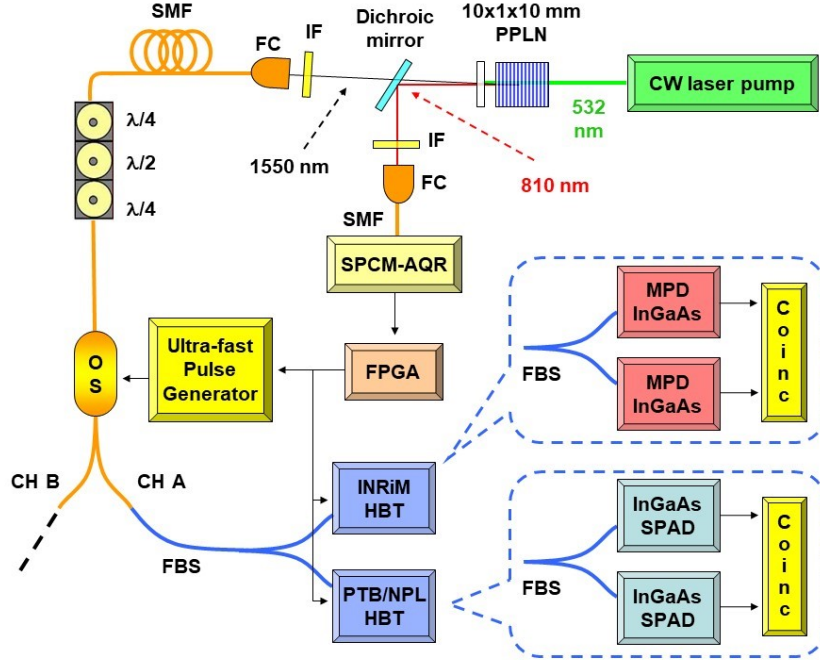 SMF
FC
IF
Dichroic
mirror
10x1x10 mm
PPLN
CW laser pump
532
nm
1550 nm
810 nm
λ/4
λ/2
λ/4
IF
FC
SMF
SPCM-AQR
FPGA
Ultra-fast
Pulse
Generator
O
S
CH B
CH A
FBS
INRiM
HBT
PTB/NPL
HBT
FBS
MPD
InGaAs
MPD
InGaAs
C
o
i
n
c
FBS
InGaAs
SPAD
InGaAs
SPAD
C
o
i
n
c